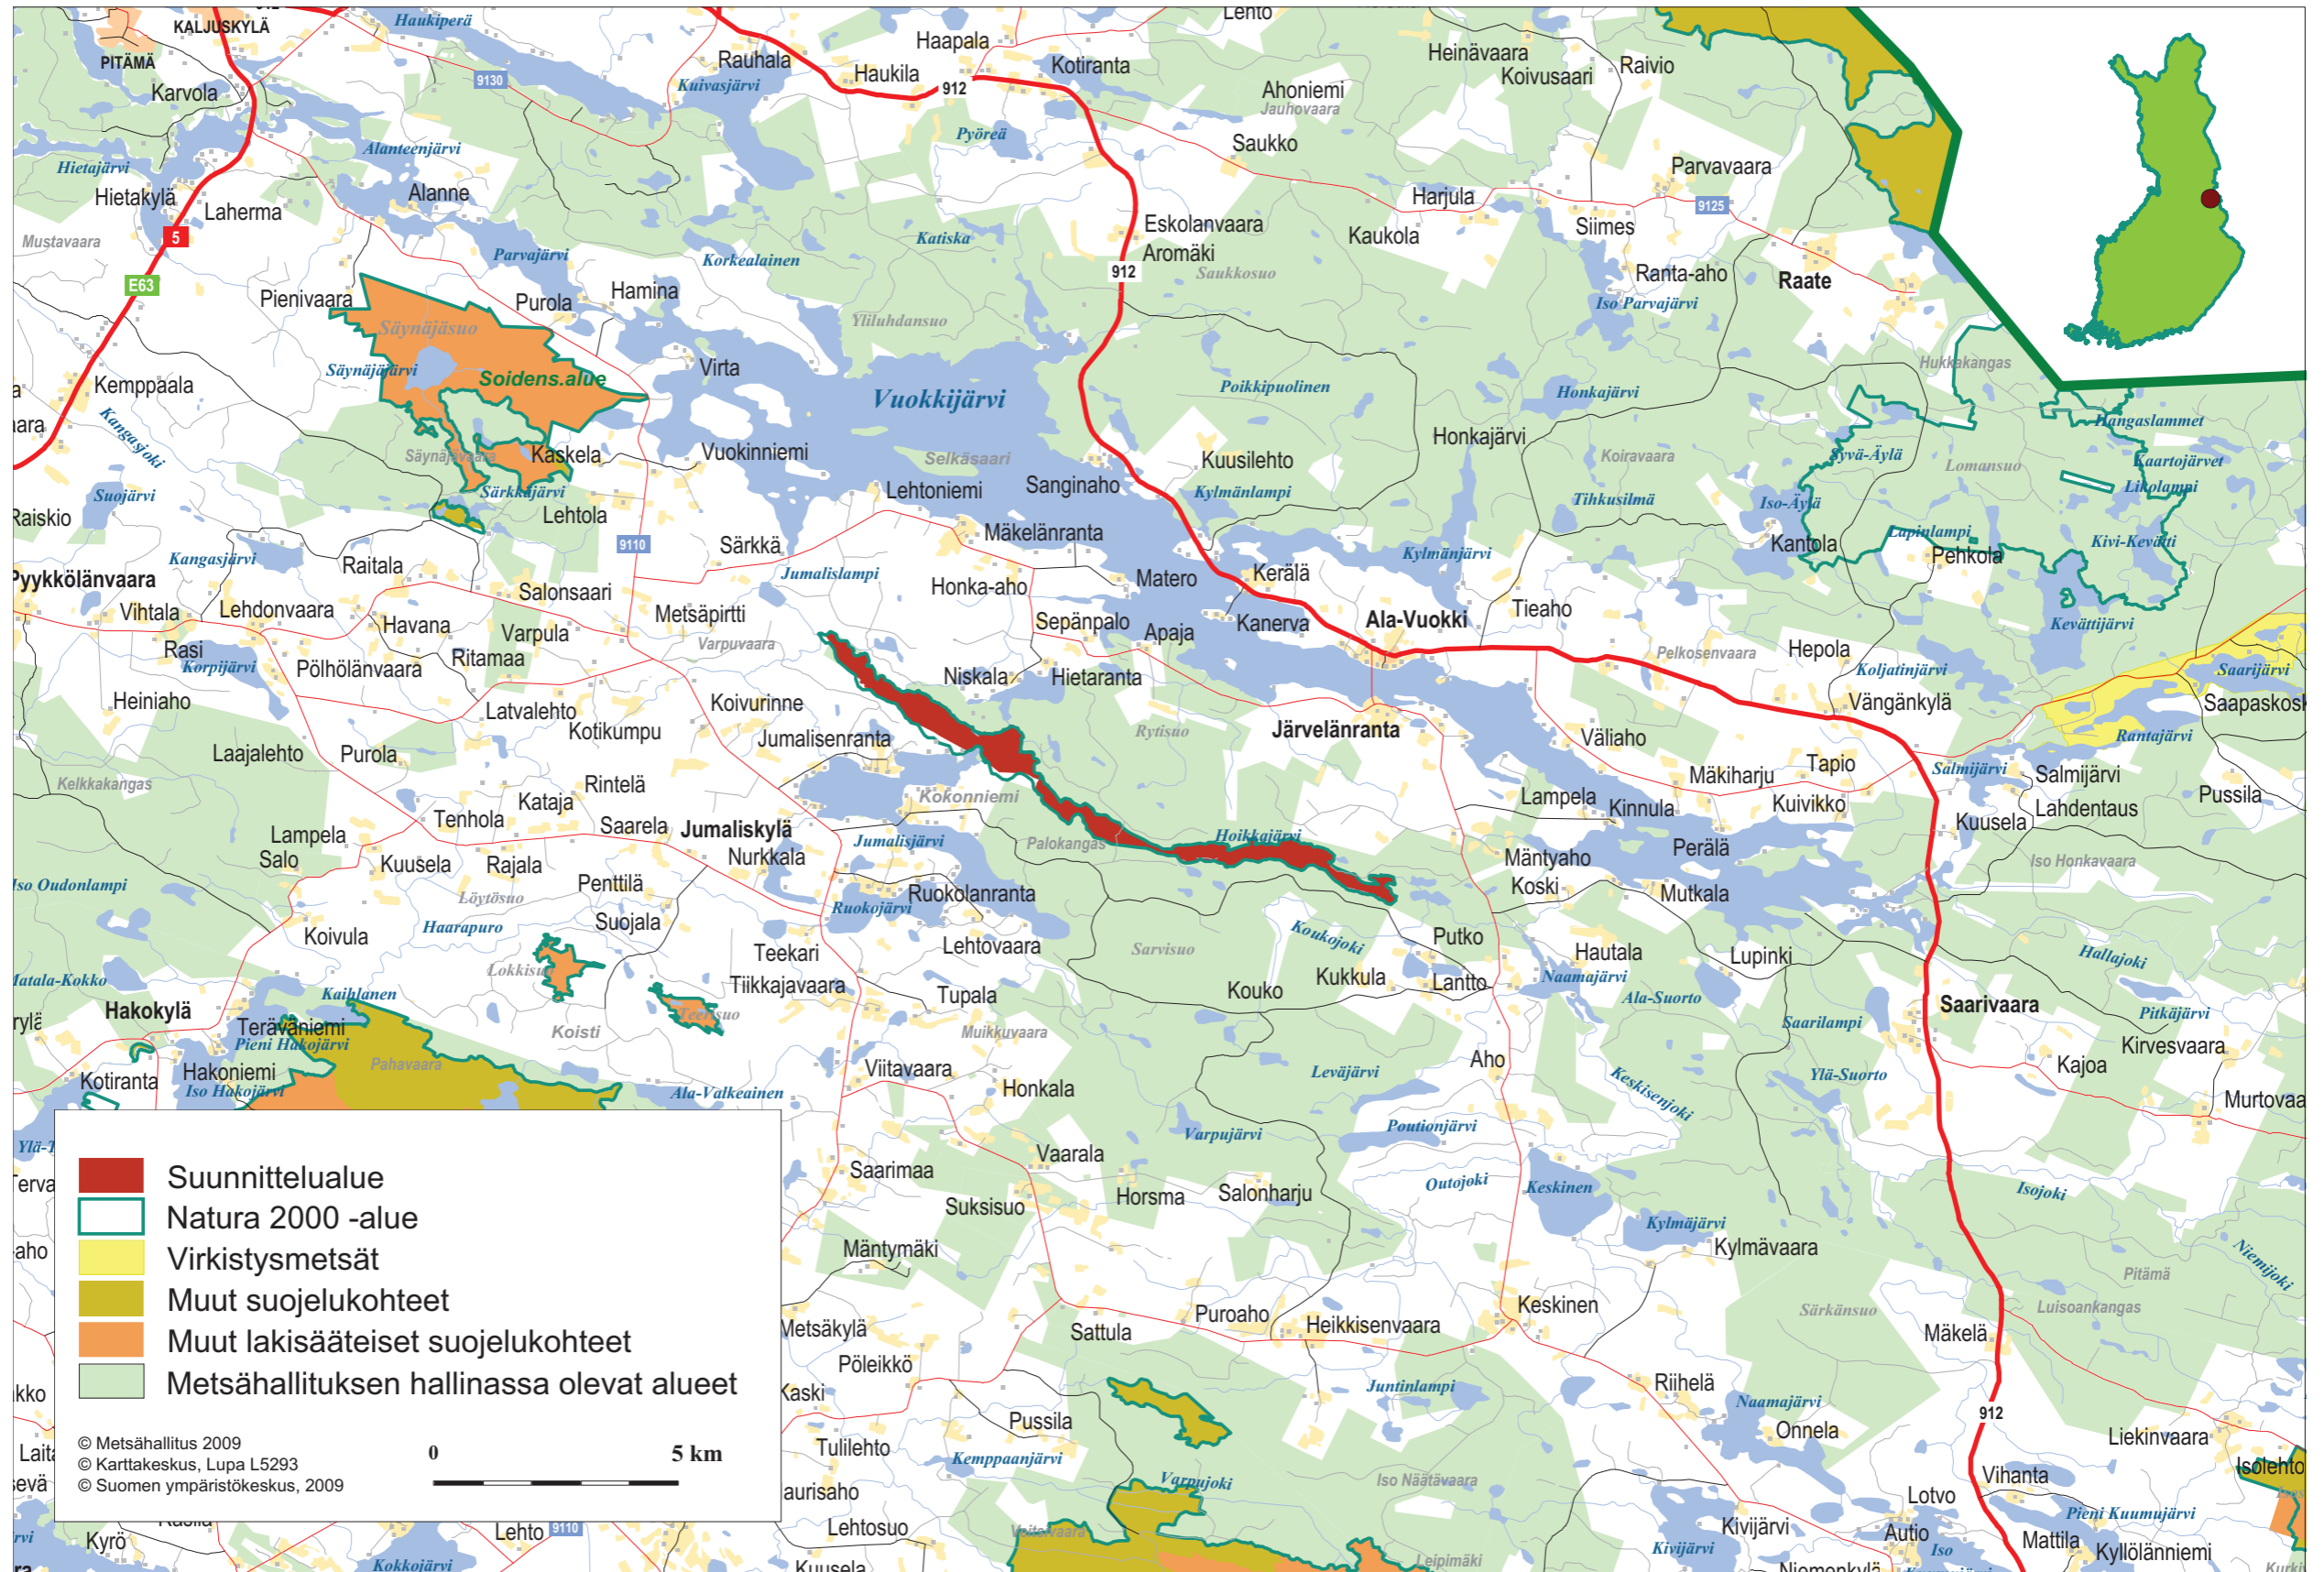 KALJUSKYLÄ
Haukiperä
Lehto
PITÄMÄ
Haapala
Rauhala
Haukila
Kotiranta
Heinävaara
Koivusaari
Raivio
9130
Kuivasjärvi
912
Ahoniemi
Jauhovaara
Karvola
Pyöreä
Saukko
Alanteenjärvi
Hietajärvi
Parvavaara
Hietakylä
Laherma
Alanne
Harjula
9125
Eskolanvaara
Siimes
Kaukola
Mustavaara
5
Katiska
Parvajärvi
Korkealainen
Aromäki
912
Saukkosuo
Ranta-aho
Raate
E63
Pienivaara
Purola
Hamina
Iso Parvajärvi
Säynäjäsuo
Yliluhdansuo
Säynäjäjärvi
Soidens.alue
Virta
Hukkakangas
Kemppaala
Vuokkijärvi
Poikkipuolinen
Honkajärvi
aara
Kangasjoki
Hangaslammet
Honkajärvi
Säynäjävaara
Kaskela
Vuokinniemi
Selkäsaari
Kuusilehto
Koiravaara
Syvä-Äylä
Lomansuo
Kaartojärvet
Suojärvi
Särkkäjärvi
Lehtoniemi
Sanginaho
Kylmänlampi
Tihkusilmä
Iso-Äylä
Likolampi
Raiskio
Lehtola
Mäkelänranta
Lapinlampi
Kangasjärvi
Raitala
9110
Särkkä
Kylmänjärvi
Kantola
Pehkola
Kivi-Kevätti
Pyykkölänvaara
Jumalislampi
Honka-aho
Matero
Kerälä
Salonsaari
Vihtala
Lehdonvaara
Metsäpirtti
Sepänpalo
Apaja
Kanerva
Ala-Vuokki
Tieaho
Kevättijärvi
Havana
Varpula
Varpuvaara
Rytisuo
Pelkosenvaara
Hepola
Rasi
Korpijärvi
Pölhölänvaara
Ritamaa
Niskala
Hietaranta
Koljatinjärvi
Saarijärvi
Heiniaho
Latvalehto
Koivurinne
Vängänkylä
Saapaskoski
Laajalehto
Purola
Kotikumpu
Jumalisenranta
Rytisuo
Järvelänranta
Väliaho
Rantajärvi
Kelkkakangas
Rintelä
Kataja
Kokonniemi
Mäkiharju
Tapio
Salmijärvi
Salmijärvi
Pussila
Lampela
Tenhola
Saarela
Jumaliskylä
Lampela
Kinnula
Kuivikko
Lahdentaus
Kuusela
Salo
Kuusela
Rajala
Nurkkala
Jumalisjärvi
Palokangas
Hoikkajärvi
Mäntyaho
Perälä
Iso Honkavaara
Iso Oudonlampi
Löytösuo
Penttilä
Ruokolanranta
Ruokojärvi
Koski
Mutkala
Koivula
Haarapuro
Suojala
Teekari
Lehtovaara
Sarvisuo
Koukojoki
Putko
Hautala
Lupinki
Hallajoki
Matala-Kokko
Lokkisuo
Tiikkajavaara
Tupala
Kouko
Kukkula
Lantto
Naamajärvi
Ala-Suorto
Saarivaara
Hakokylä
Kaihlanen
Teräväniemi
Koisti
Teerisuo
Muikkuvaara
Saarilampi
Pitkäjärvi
Pieni Hakojärvi
Pahavaara
Kirvesvaara
Kotiranta
Hakoniemi
Iso Hakojärvi
Ala-Valkeainen
Viitavaara
Honkala
Leväjärvi
Aho
Keskisenjoki
Ylä-Suorto
Kajoa
Murtovaa
Varpujärvi
Poutionjärvi
Vaarala
Saarimaa
Suksisuo
Horsma
Salonharju
Outojoki
Keskinen
Isojoki
Kylmäjärvi
Mäntymäki
Kylmävaara
Niemijoki
Pitämä
Suunnittelualue
Natura 2000 -alue
Virkistysmetsät
Muut suojelukohteet
Muut lakisääteiset suojelukohteet
Metsähallituksen hallinassa olevat alueet
© Metsähallitus 2009
© Karttakeskus, Lupa L5293
© Suomen ympäristökeskus, 2009
0 5 km
Metsäkylä
Sattula
Puroaho
Heikkisenvaara
Keskinen
Särkänsuo
Luisoankangas
Mäkelä
Pöleikkö
Kaski
Juntinlampi
Riihelä
Naamajärvi
912
Pussila
Onnela
Tulilehto
Kemppaanjärvi
Liekinvaara
Varpujoki
Iso Näätävaara
Vihanta
Isolehto
aurisaho
Lotvo
Lehtosuo
Kivijärvi
Autio
Pieni Kuumujärvi
Kyrö
Lehto
9110
Mattila
Kyllölänniemi
Kokkojärvi
Kuusela
Leipimäki
Kivijärvi
Niemenkylä
Iso